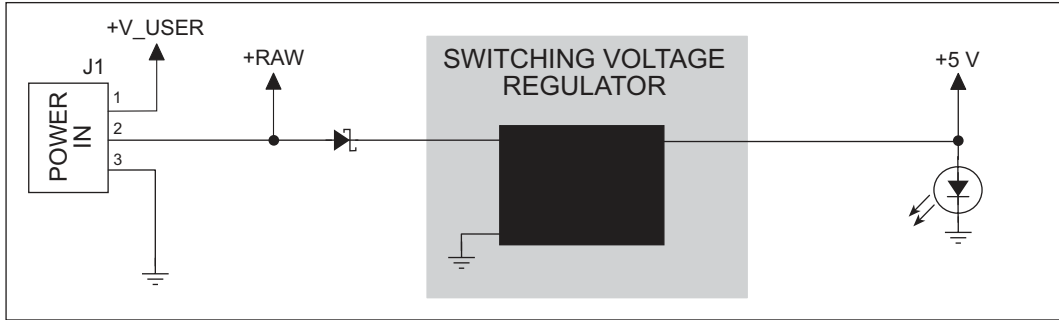 +V_USER
J1
POWER
IN
1
2
3
+RAW
SWITCHING VOLTAGE
REGULATOR
+5 V